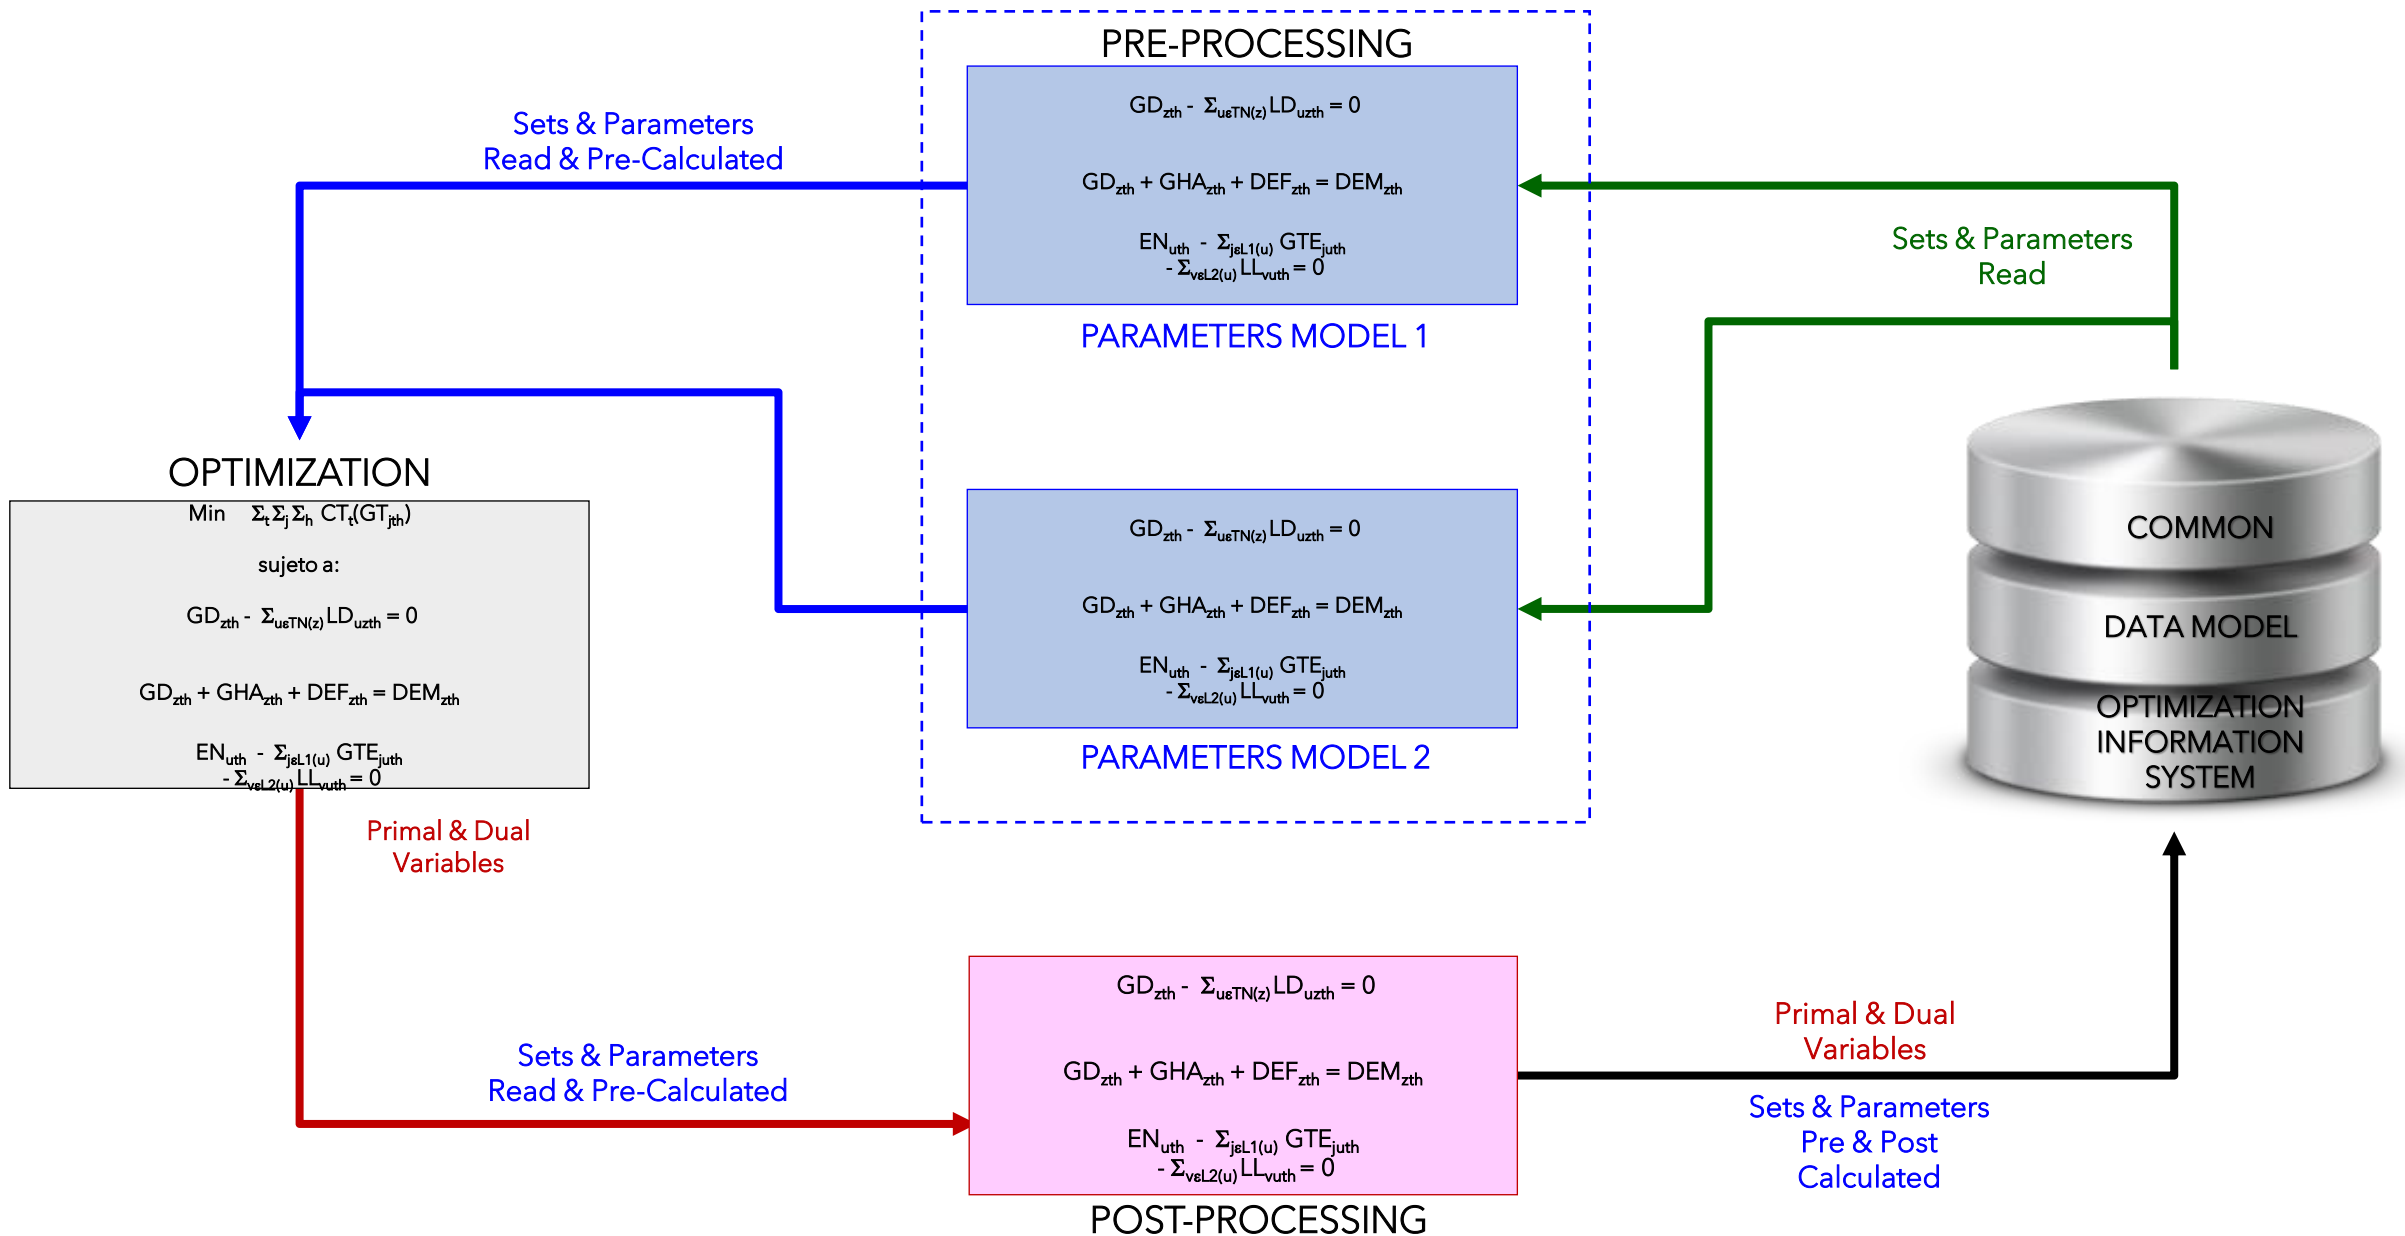 PRE-PROCESSING
GDzth - ΣuεTN(z) LDuzth = 0
GDzth + GHAzth + DEFzth = DEMzth
ENuth - ΣjεL1(u) GTEjuth
- ΣvεL2(u) LLvuth = 0
PARAMETERS MODEL 1
Sets & Parameters
Read & Pre-Calculated
Sets & Parameters
Read
OPTIMIZATION
Min Σt Σj Σh CTt(GTjth)
sujeto a:
GDzth - ΣuεTN(z) LDuzth = 0
GDzth + GHAzth + DEFzth = DEMzth
ENuth - ΣjεL1(u) GTEjuth
- ΣvεL2(u) LLvuth = 0
GDzth - ΣuεTN(z) LDuzth = 0
GDzth + GHAzth + DEFzth = DEMzth
ENuth - ΣjεL1(u) GTEjuth
- ΣvεL2(u) LLvuth = 0
PARAMETERS MODEL 2
COMMON
DATA MODEL
OPTIMIZATION
INFORMATION
SYSTEM
Primal & Dual
Variables
Sets & Parameters
Read & Pre-Calculated
GDzth - ΣuεTN(z) LDuzth = 0
GDzth + GHAzth + DEFzth = DEMzth
ENuth - ΣjεL1(u) GTEjuth
- ΣvεL2(u) LLvuth = 0
POST-PROCESSING
Primal & Dual
Variables
Sets & Parameters
Pre & Post
Calculated